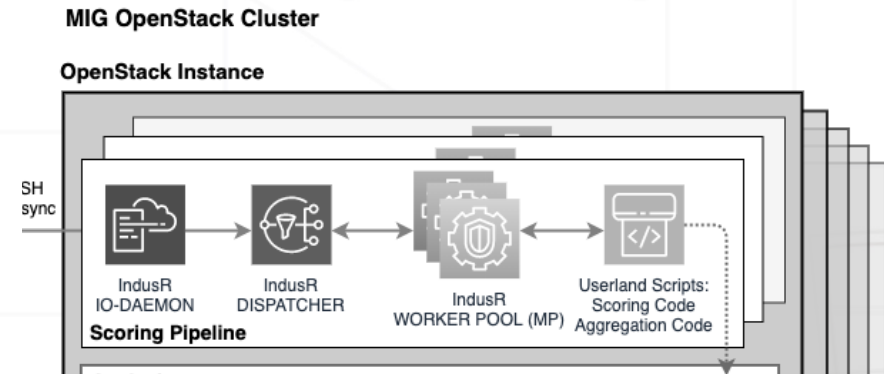 MIG OpenStack Cluster
OpenStack Instance
SH
sync
IndusR
IO-DAEMON
IndusR
DISPATCHER
IndusR
WORKER POOL (MP)
</>
Userland Scripts:
Scoring Code
Aggregation Code
Scoring Pipeline